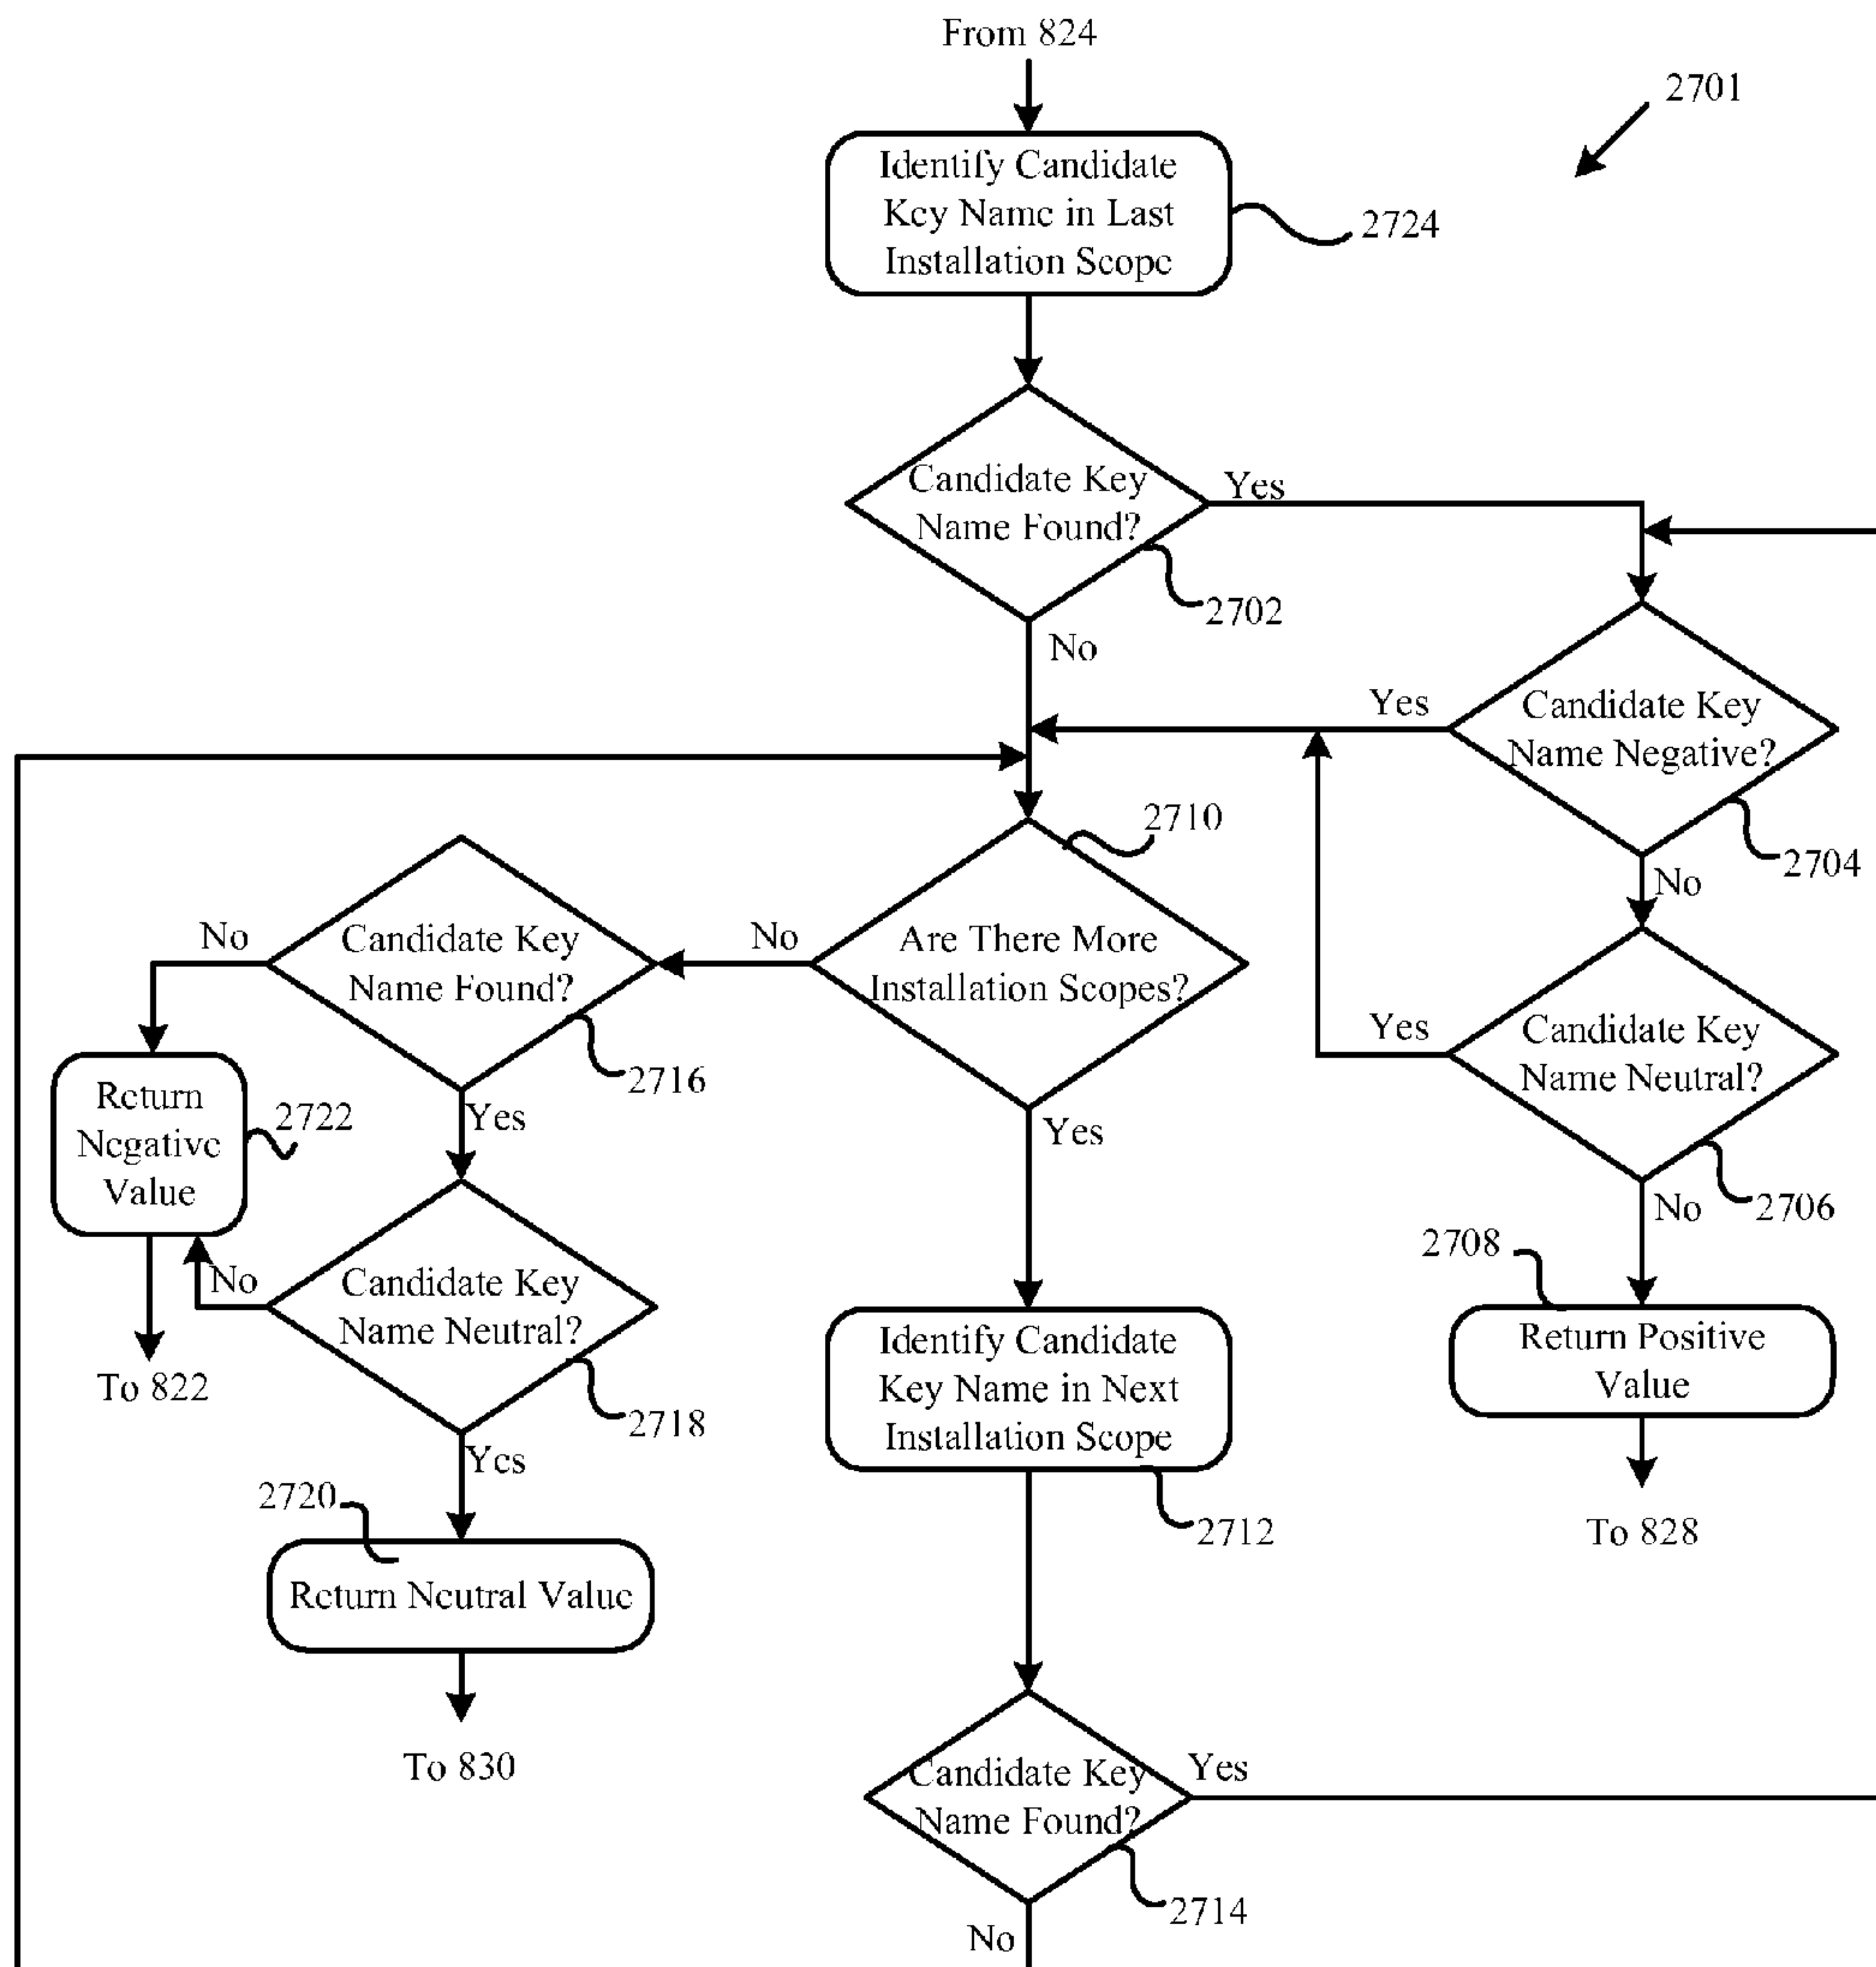 From 824
2701
Identify Candidate
Key Name in Last
Installation Scope
2724
Candidate Key
Name Found?
Yes
2702
No
Candidate Key
Name Negative?
Yes
2704
No
2710
Are There More
Installation Scopes?
No
Yes
Candidate Key
Name Found?
No
2716
Yes
Candidate Key
Name Neutral?
Yes
2706
No
Return
Negative
Value
2722
To 822
Candidate Key
Name Neutral?
No
2718
Yes
2708
Return Positive
Value
To 828
Identify Candidate
Key Name in Next
Installation Scope
2712
2720
Return Neutral Value
To 830
Candidate Key
Name Found?
Yes
2714
No